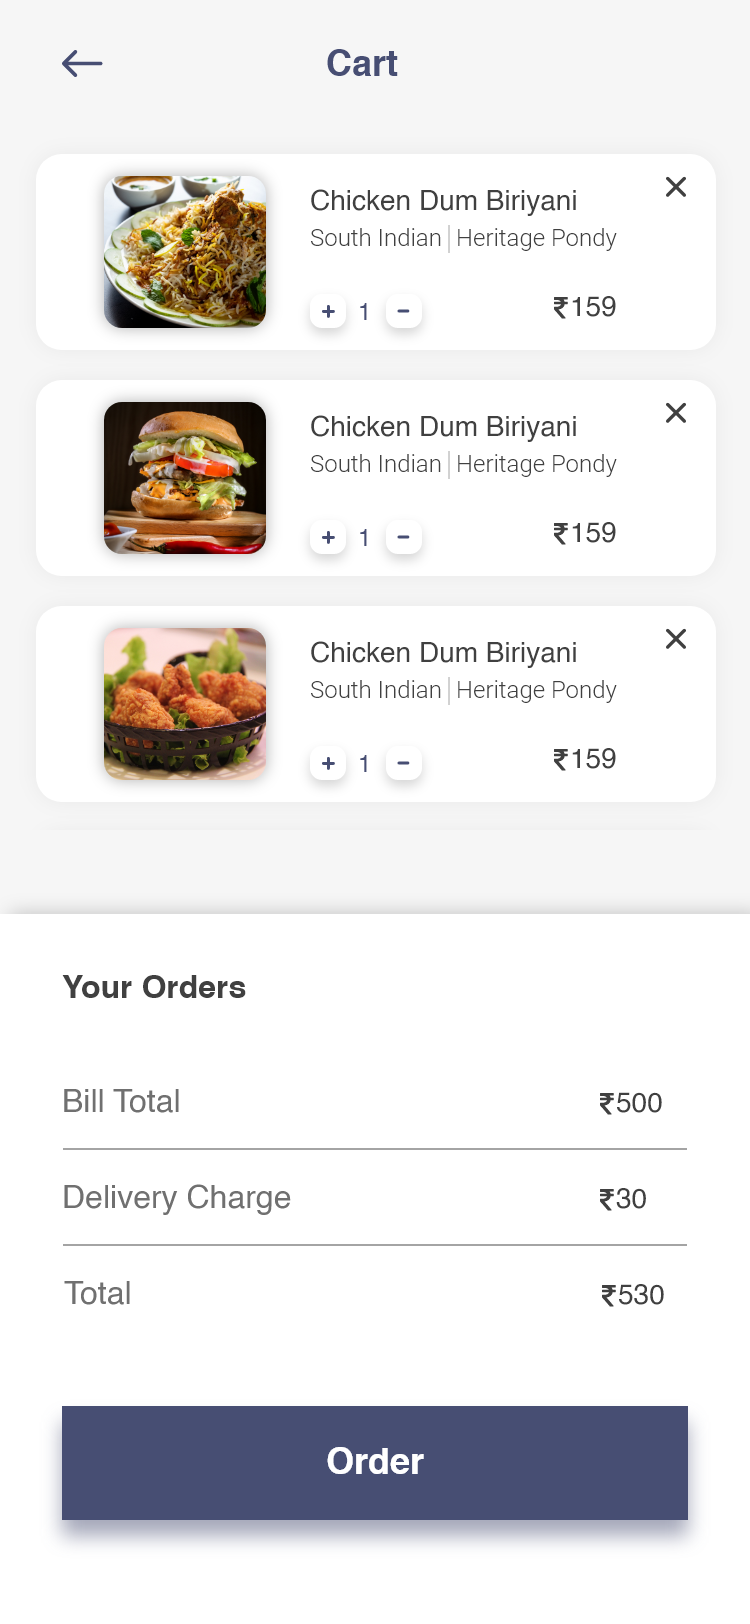 Cart
Chicken Dum Biriyani
South Indian | Heritage Pondy
+ 1 - ₹159
Chicken Dum Biriyani
South Indian | Heritage Pondy
+ 1 - ₹159
Chicken Dum Biriyani
South Indian | Heritage Pondy
+ 1 - ₹159
Your Orders
Bill Total ₹500
Delivery Charge ₹30
Total ₹530
Order